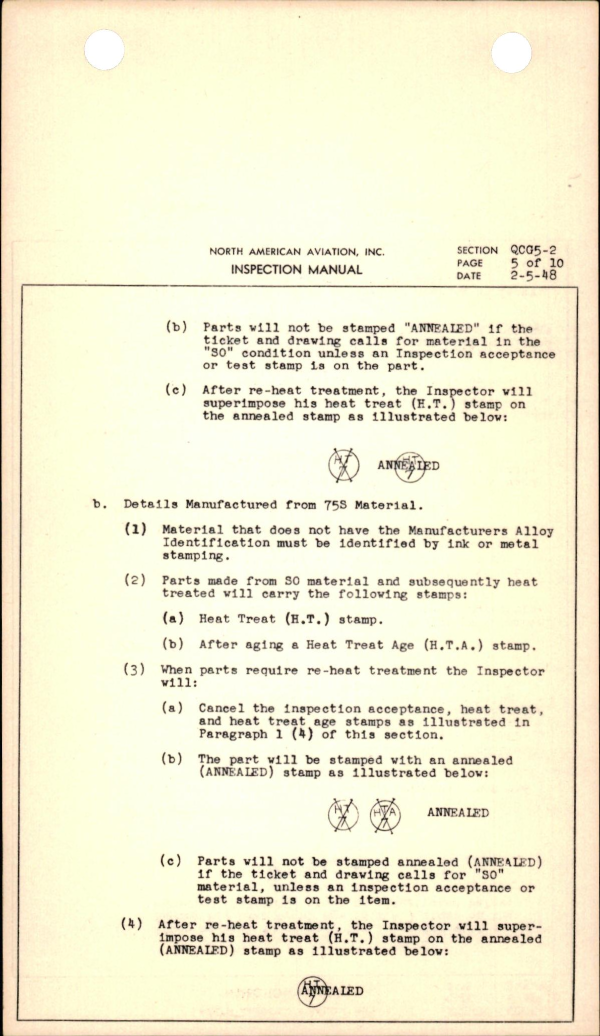 NORTH AMERICAN AVIATION, INC.
INSPECTION MANUAL
SECTION QCG5-2
PAGE 5 of 10
DATE 2-5-48
(b) Parts will not be stamped "ANNEALED" if the
ticket and drawing calls for material in the
"SO" condition unless an Inspection acceptance
or test stamp is on the part.
(c) After re-heat treatment, the Inspector will
superimpose his heat treat (H.T.) stamp on
the annealed stamp as illustrated below:
HT 7 ANNEALED HT 7
b. Details Manufactured from 75S Material.
(1) Material that does not have the Manufacturers Alloy
Identification must be identified by ink or metal
stamping.
(2) Parts made from SO material and subsequently heat
treated will carry the following stamps:
(a) Heat Treat (H.T.) stamp.
(b) After aging a Heat Treat Age (H.T.A.) stamp.
(3) When parts require re-heat treatment the Inspector
will:
(a) Cancel the inspection acceptance, heat treat,
and heat treat age stamps as illustrated in
Paragraph 1 (4) of this section.
(b) The part will be stamped with an annealed
(ANNEALED) stamp as illustrated below:
HT 7 HTA 7 ANNEALED
(c) Parts will not be stamped annealed (ANNEALED)
if the ticket and drawing calls for "SO"
material, unless an inspection acceptance or
test stamp is on the item.
(4) After re-heat treatment, the Inspector will super-
impose his heat treat (H.T.) stamp on the annealed
(ANNEALED) stamp as illustrated below:
HT 7 ANNEALED